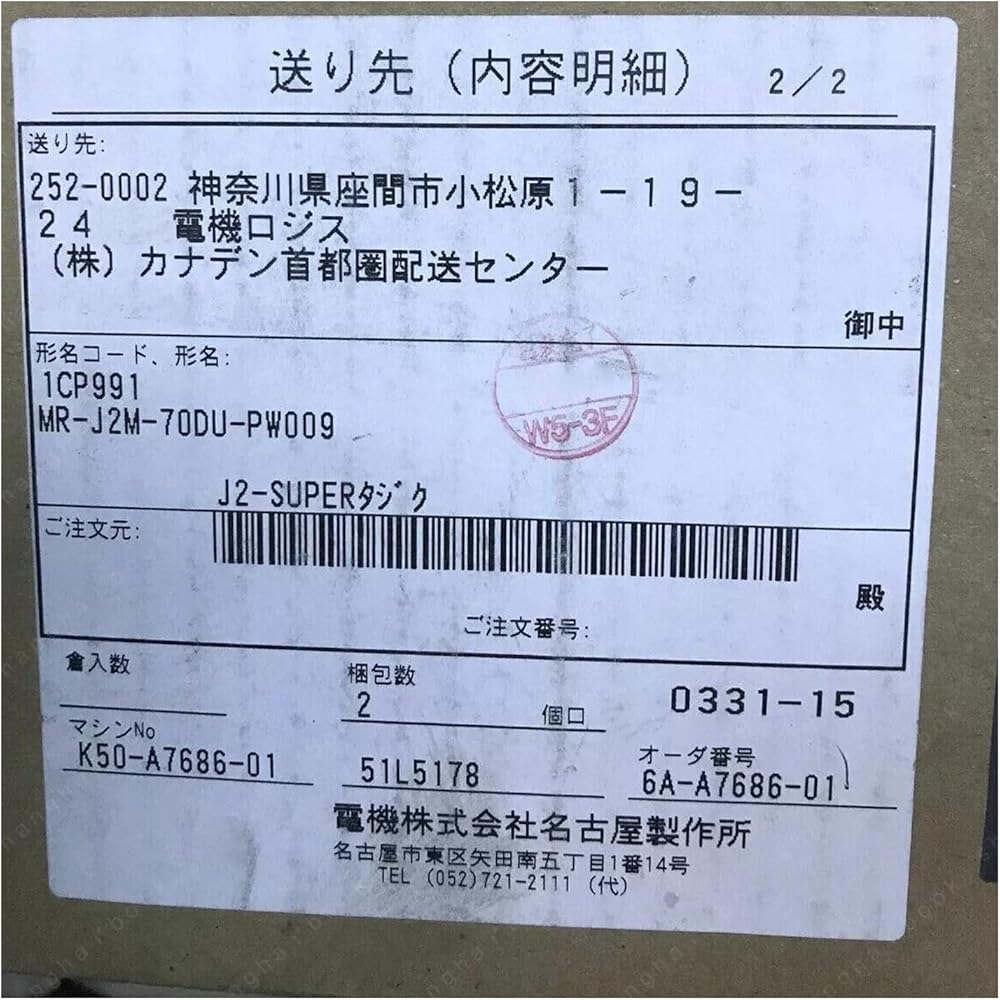 送り先（内容明細） 2／2
送り先:
252-0002 神奈川県座間市小松原１－１９－
２４ 電機ロジス
（株）カナデン首都圏配送センター
御中
形名コード、形名:
1CP991
MR-J2M-70DU-PW009
W5-3F
J2-SUPERﾀｼﾞｸ
ご注文元:
殿
ご注文番号:
倉入数
梱包数
2 個口
0331-15
マシンNo
K50-A7686-01
51L5178
オーダ番号
6A-A7686-01
電機株式会社名古屋製作所
名古屋市東区矢田南五丁目1番14号
TEL (052)721-2111 (代)